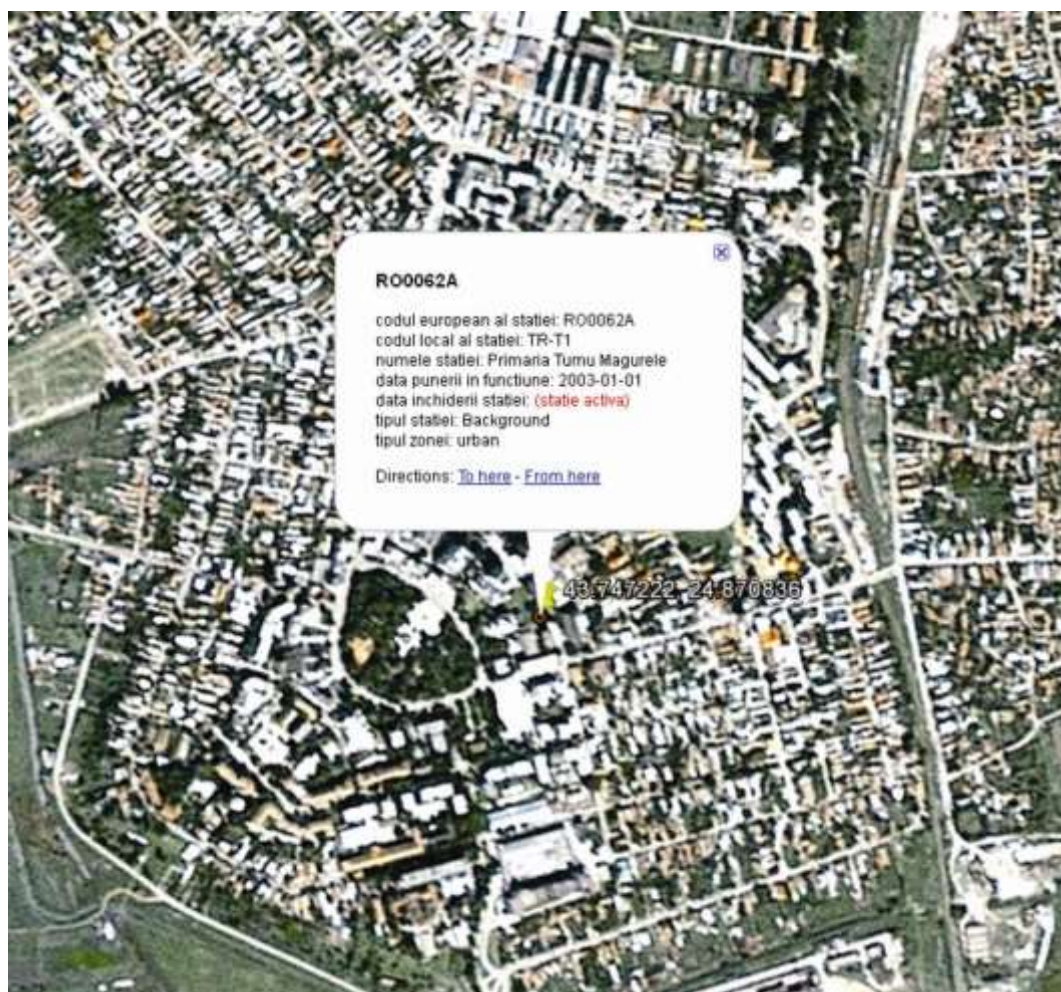 RO0062A
codul european al statiei: RO0062A
codul local al statiei: TR-T1
numele statiei: Primaria Turnu Magurele
data punerii in functiune: 2003-01-01
data inchiderii statiei: (statie activa)
tipul statiei: Background
tipul zonei: urban
Directions: To here - From here
43.747222, 24.870836